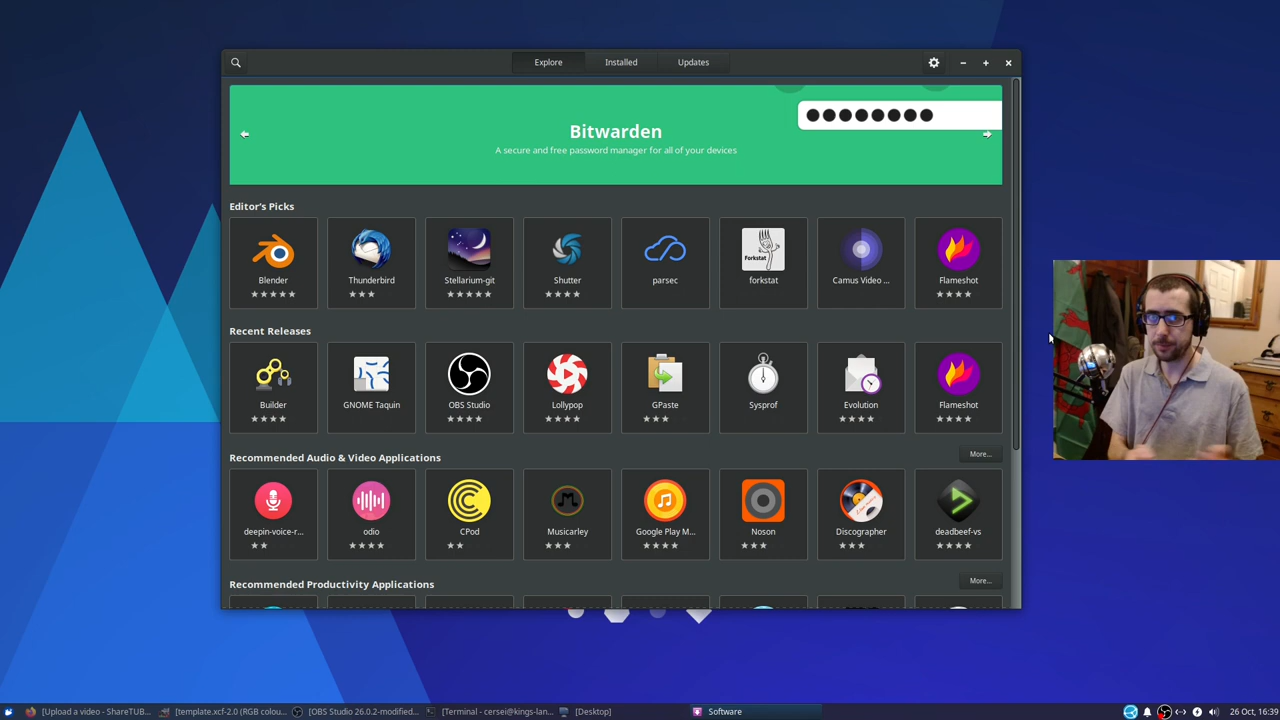 Explore
Installed
Updates
Bitwarden
A secure and free password manager for all of your devices
Editor's Picks
Blender
Thunderbird
Stellarium-git
Shutter
parsec
Forkstat
forkstat
Camus Video ...
Flameshot
Recent Releases
Builder
GNOME Taquin
OBS Studio
Lollypop
GPaste
Sysprof
Evolution
Flameshot
Recommended Audio & Video Applications
More...
deepin-voice-r...
odio
CPod
Musicarley
Google Play M...
Noson
Discographer
deadbeef-vs
Recommended Productivity Applications
More...
[Upload a video - ShareTUB...
[template.xcf-2.0 (RGB colou...
[OBS Studio 26.0.2-modified...
[Terminal - cersei@kings-lan...
[Desktop]
Software
26 Oct, 16:39